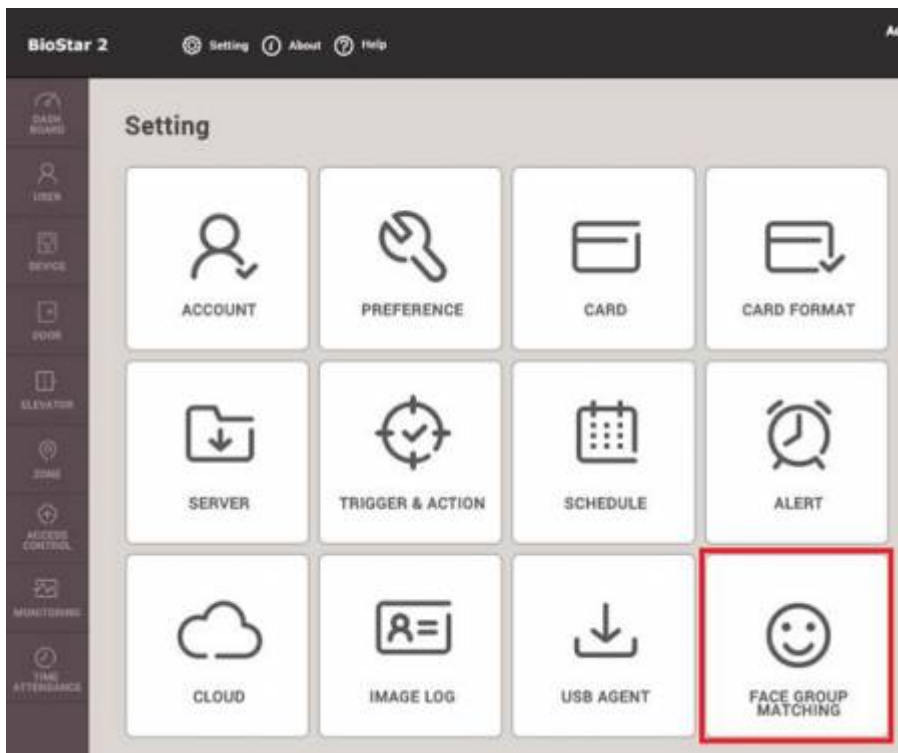 BioStar 2
Setting
About
Help
DASH
BOARD
USER
DEVICE
DOOR
ELEVATOR
ZONE
ACCESS
CONTROL
MONITORING
TIME
ATTENDANCE
Setting
ACCOUNT
PREFERENCE
CARD
CARD FORMAT
SERVER
TRIGGER & ACTION
SCHEDULE
ALERT
CLOUD
IMAGE LOG
USB AGENT
FACE GROUP
MATCHING